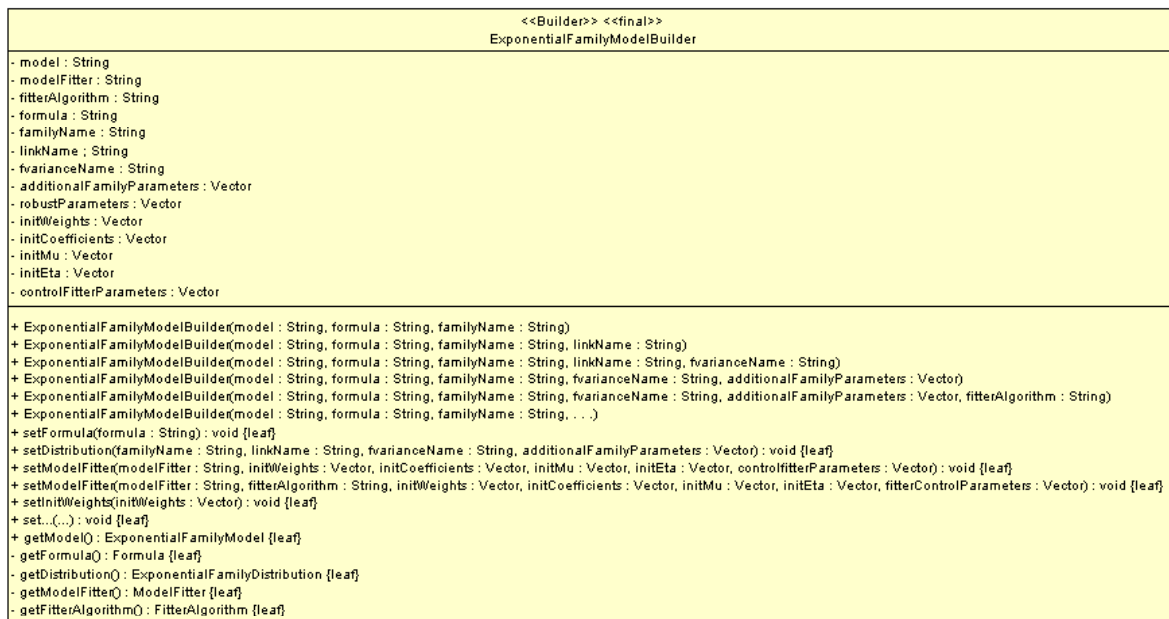 <<Builder>> <<final>>
ExponentialFamilyModelBuilder
- model : String
- modelFitter : String
- fitterAlgorithm : String
- formula : String
- familyName : String
- linkName ; String
- fvarianceName : String
- additionalFamilyParameters : Vector
- robustParameters : Vector
- initWeights : Vector
- initCoefficients : Vector
- initMu : Vector
- initEta : Vector
- controlFitterParameters : Vector
+ ExponentialFamilyModelBuilder(model : String, formula : String, familyName : String)
+ ExponentialFamilyModelBuilder(model : String, formula : String, familyName : String, linkName : String)
+ ExponentialFamilyModelBuilder(model : String, formula : String, familyName : String, linkName : String, fvarianceName : String)
+ ExponentialFamilyModelBuilder(model : String, formula : String, familyName : String, fvarianceName : String, additionalFamilyParameters : Vector)
+ ExponentialFamilyModelBuilder(model : String, formula : String, familyName : String, fvarianceName : String, additionalFamilyParameters : Vector, fitterAlgorithm : String)
+ ExponentialFamilyModelBuilder(model : String, formula : String, familyName : String, . . .)
+ setFormula(formula : String) : void {leaf}
+ setDistribution(familyName : String, linkName : String, fvarianceName : String, additionalFamilyParameters : Vector) : void {leaf}
+ setModelFitter(modelFitter : String, initWeights : Vector, initCoefficients : Vector, initMu : Vector, initEta : Vector, controlfitterParameters : Vector) : void {leaf}
+ setModelFitter(modelFitter : String, fitterAlgorithm : String, initWeights : Vector, initCoefficients : Vector, initMu : Vector, initEta : Vector, fitterControlParameters : Vector) : void {leaf}
+ setInitWeights(initWeights : Vector) : void {leaf}
+ set...(...) : void {leaf}
+ getModel() : ExponentialFamilyModel {leaf}
- getFormula() : Formula {leaf}
- getDistribution() : ExponentialFamilyDistribution {leaf}
- getModelFitter() : ModelFitter {leaf}
- getFitterAlgorithm() : FitterAlgorithm {leaf}